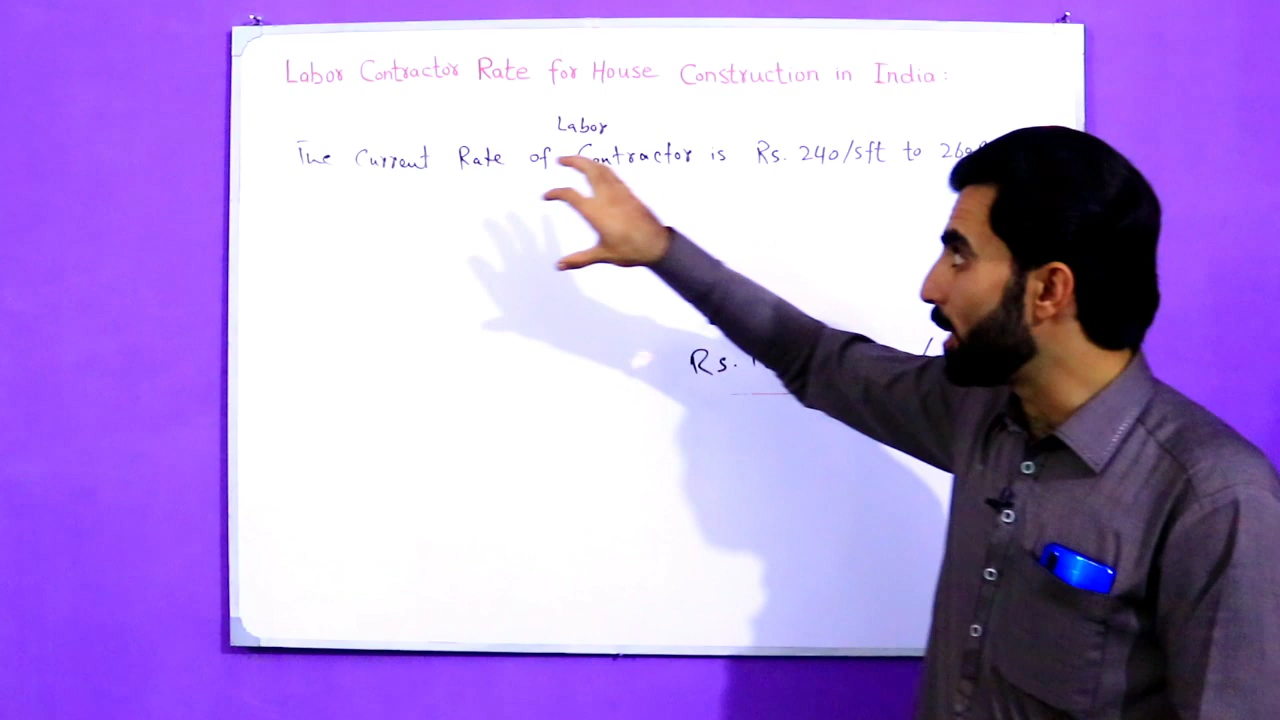 Labor Contractor Rate for House Construction in India:
Labor
The Current Rate of Contractor is Rs. 240/sft to
Rs.